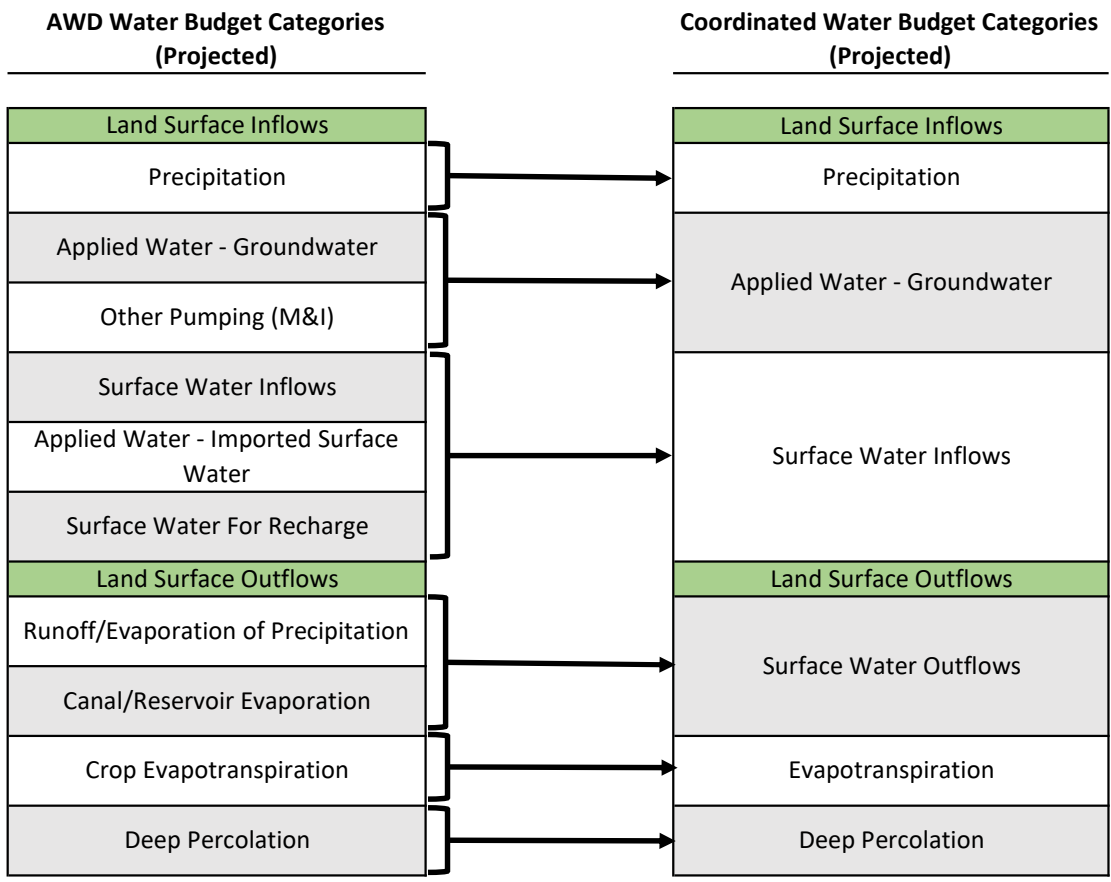 AWD Water Budget Categories
(Projected)
Land Surface Inflows
Precipitation
Applied Water - Groundwater
Other Pumping (M&I)
Surface Water Inflows
Applied Water - Imported Surface
Water
Surface Water For Recharge
Land Surface Outflows
Runoff/Evaporation of Precipitation
Canal/Reservoir Evaporation
Crop Evapotranspiration
Deep Percolation
Coordinated Water Budget Categories
(Projected)
Land Surface Inflows
Precipitation
Applied Water - Groundwater
Surface Water Inflows
Land Surface Outflows
Surface Water Outflows
Evapotranspiration
Deep Percolation